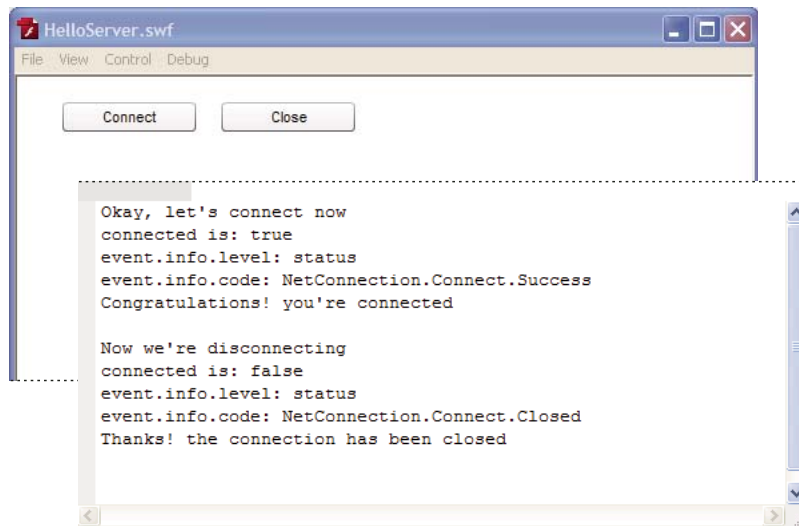 HelloServer.swf
File View Control Debug
Connect Close
Okay, let's connect now
connected is: true
event.info.level: status
event.info.code: NetConnection.Connect.Success
Congratulations! you're connected
Now we're disconnecting
connected is: false
event.info.level: status
event.info.code: NetConnection.Connect.Closed
Thanks! the connection has been closed